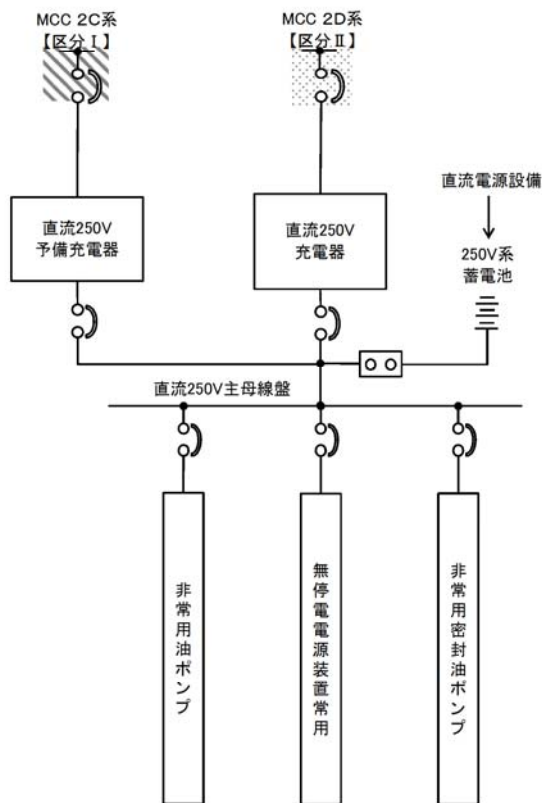 MCC 2C系
【区分Ⅰ】
MCC 2D系
【区分Ⅱ】
直流電源設備
直流250V
予備充電器
直流250V
充電器
250V系
蓄電池
直流250V主母線盤
非常用油ポンプ
無停電電源装置常用
非常用密封油ポンプ